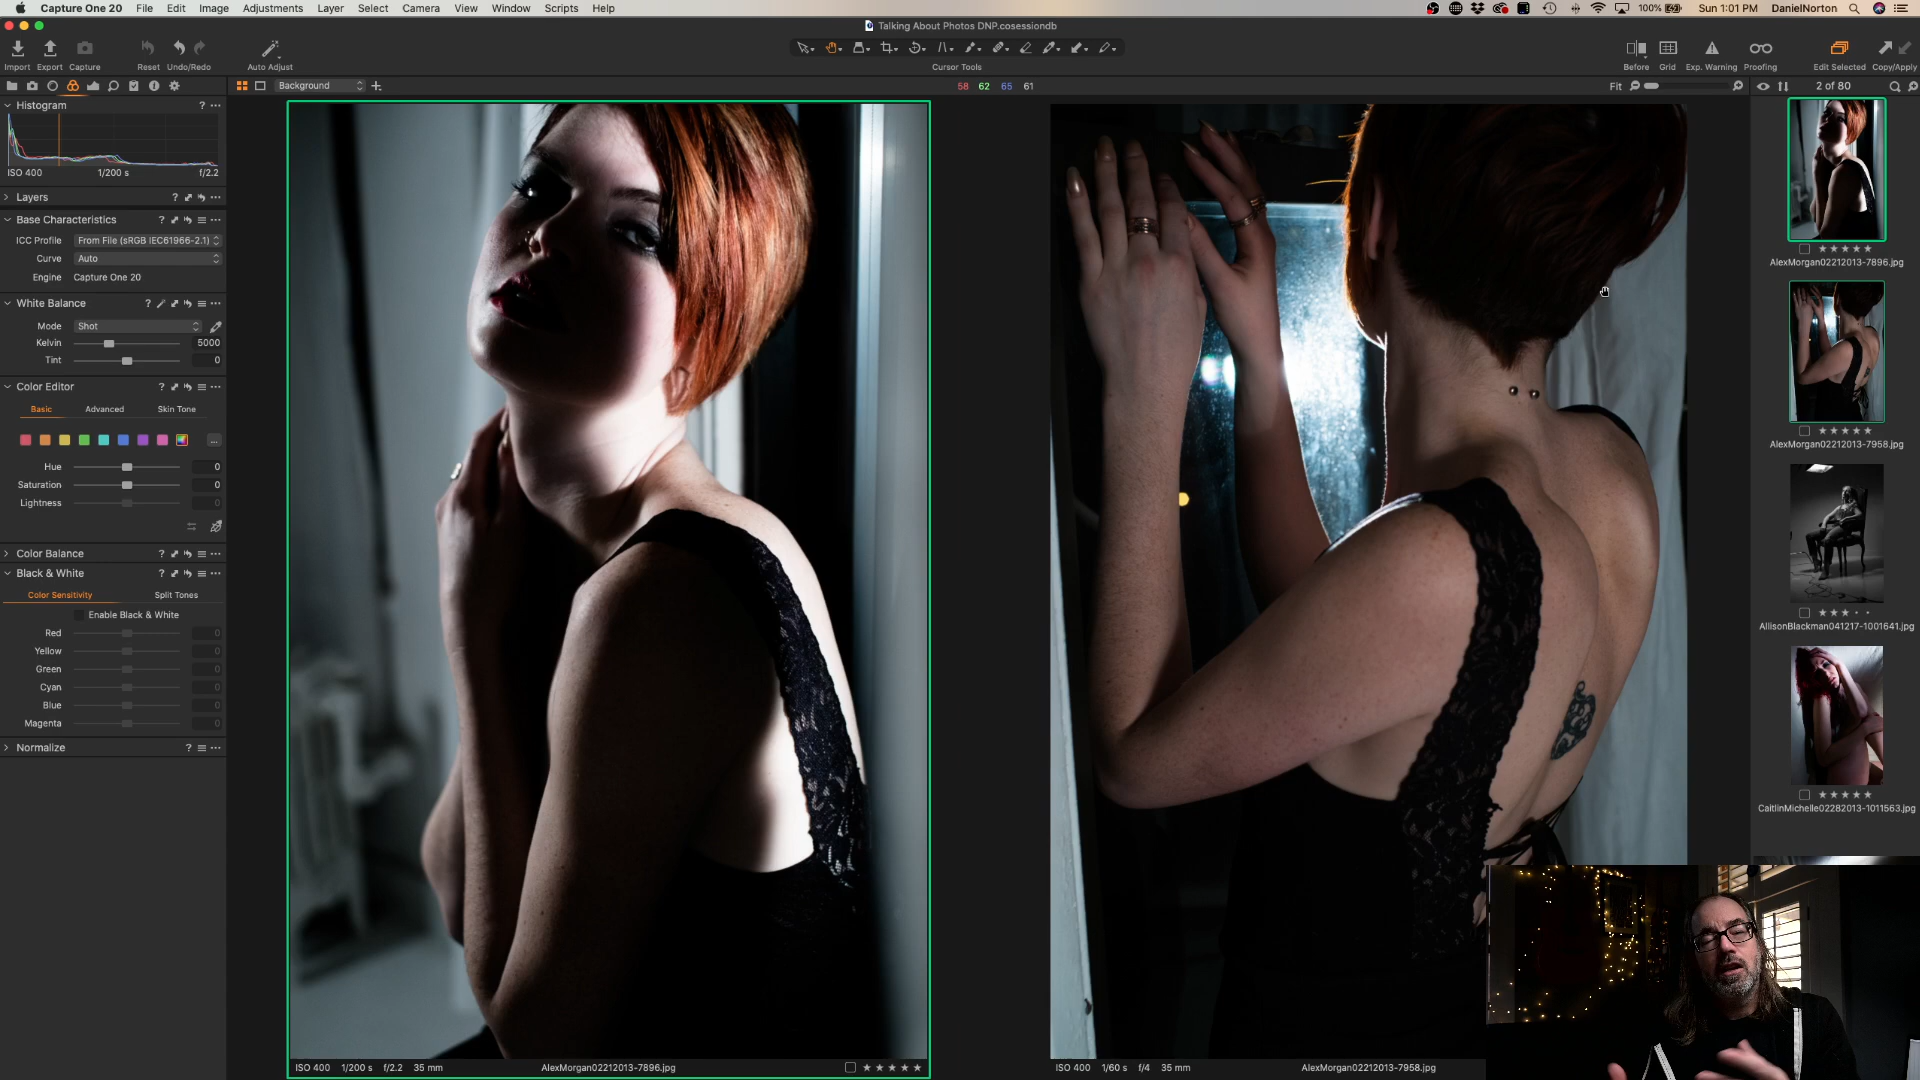 Capture One 20 File Edit Image Adjustments Layer Select Camera View Window Scripts Help 100% Sun 1:01 PM DanielNorton
Talking About Photos DNP.cosessiondb
Import Export Capture Reset Undo/Redo Auto Adjust Cursor Tools Before Grid Exp. Warning Proofing Edit Selected Copy/Apply
Background 58 62 65 61 Fit 2 of 80
Histogram ? ...
ISO 400 1/200 s f/2.2
Layers ?
Base Characteristics ? ...
ICC Profile From File (sRGB IEC61966-2.1)
Curve Auto
Engine Capture One 20
White Balance ? ...
Mode Shot
Kelvin 5000
Tint 0
Color Editor ? ...
Basic Advanced Skin Tone
...
Hue 0
Saturation 0
Lightness 0
Color Balance ? ...
Black & White ? ...
Color Sensitivity Split Tones
Enable Black & White
Red 0
Yellow 0
Green 0
Cyan 0
Blue 0
Magenta 0
Normalize ? ...
ISO 400 1/200 s f/2.2 35 mm AlexMorgan02212013-7896.jpg
ISO 400 1/60 s f/4 35 mm AlexMorgan02212013-7958.jpg
AlexMorgan02212013-7896.jpg
AlexMorgan02212013-7958.jpg
AllisonBlackman041217-1001641.jpg
CaitlinMichelle02282013-1011563.jpg